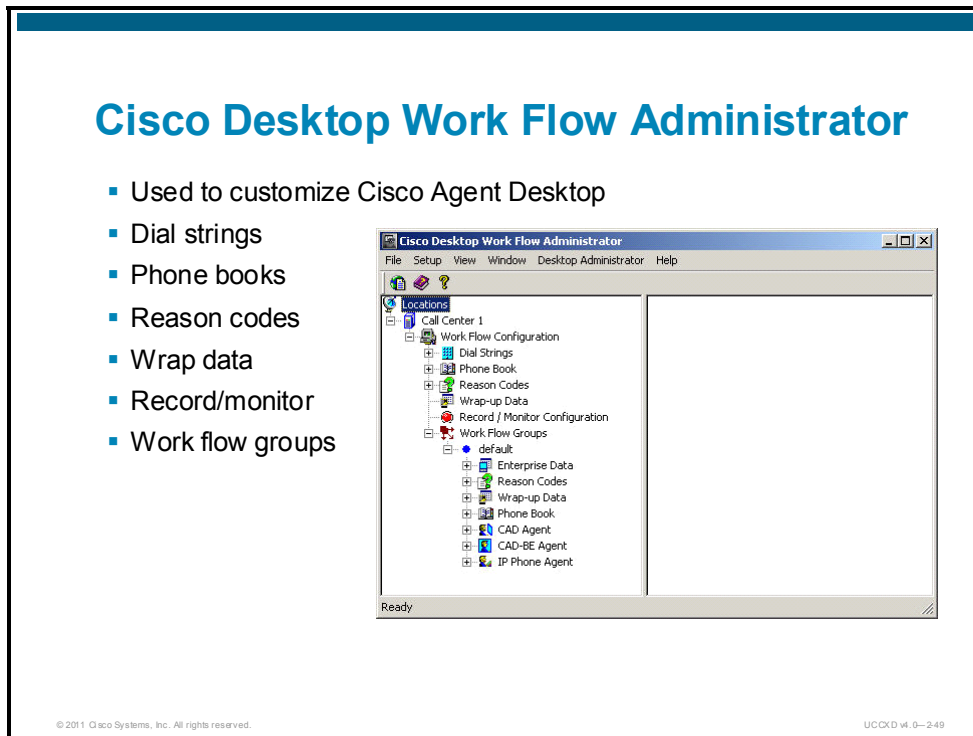 Cisco Desktop Work Flow Administrator
Used to customize Cisco Agent Desktop
Dial strings
Phone books
Reason codes
Wrap data
Record/monitor
Work flow groups
Cisco Desktop Work Flow Administrator
File Setup View Window Desktop Administrator Help
Locations
Call Center 1
Work Flow Configuration
Dial Strings
Phone Book
Reason Codes
Wrap-up Data
Record / Monitor Configuration
Work Flow Groups
default
Enterprise Data
Reason Codes
Wrap-up Data
Phone Book
CAD Agent
CAD-BE Agent
IP Phone Agent
Ready
© 2011 Cisco Systems, Inc. All rights reserved.
UCCXD v4.0—2-49